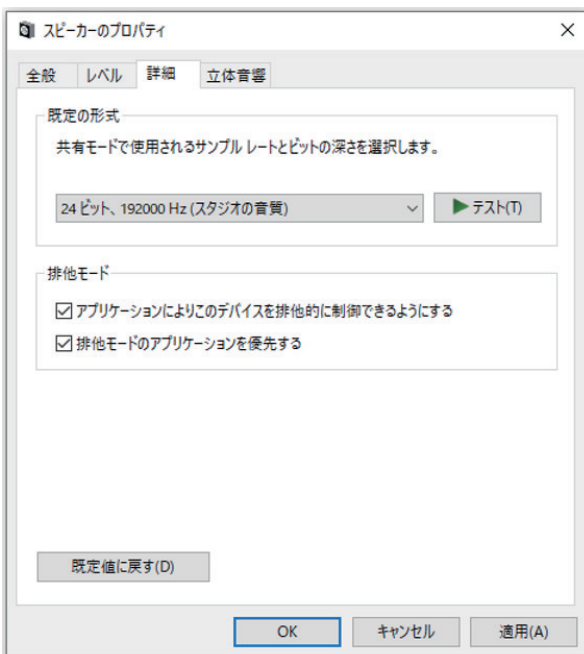 スピーカーのプロパティ
全般 レベル 詳細 立体音響
既定の形式
共有モードで使用されるサンプル レートとビットの深さを選択します。
24 ビット、192000 Hz (スタジオの音質) テスト(T)
排他モード
アプリケーションによりこのデバイスを排他的に制御できるようにする
排他モードのアプリケーションを優先する
既定値に戻す(D)
OK キャンセル 適用(A)